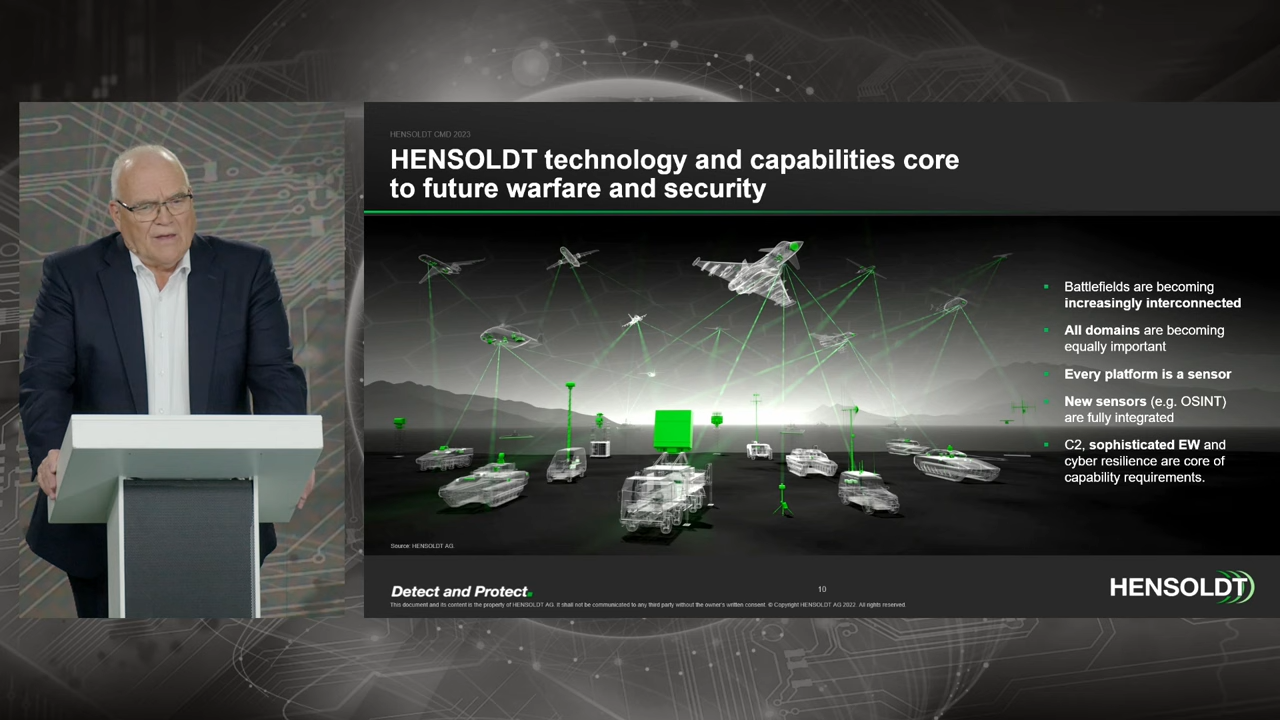 HENSOLDT CMD 2023
HENSOLDT technology and capabilities core
to future warfare and security
Battlefields are becoming
increasingly interconnected
All domains are becoming
equally important
Every platform is a sensor
New sensors (e.g. OSINT)
are fully integrated
C2, sophisticated EW and
cyber resilience are core of
capability requirements.
Source: HENSOLDT AG.
Detect and Protect.
10
HENSOLDT
This document and its content is the property of HENSOLDT AG. It shall not be communicated to any third party without the owner's written consent. © Copyright HENSOLDT AG 2022. All rights reserved.